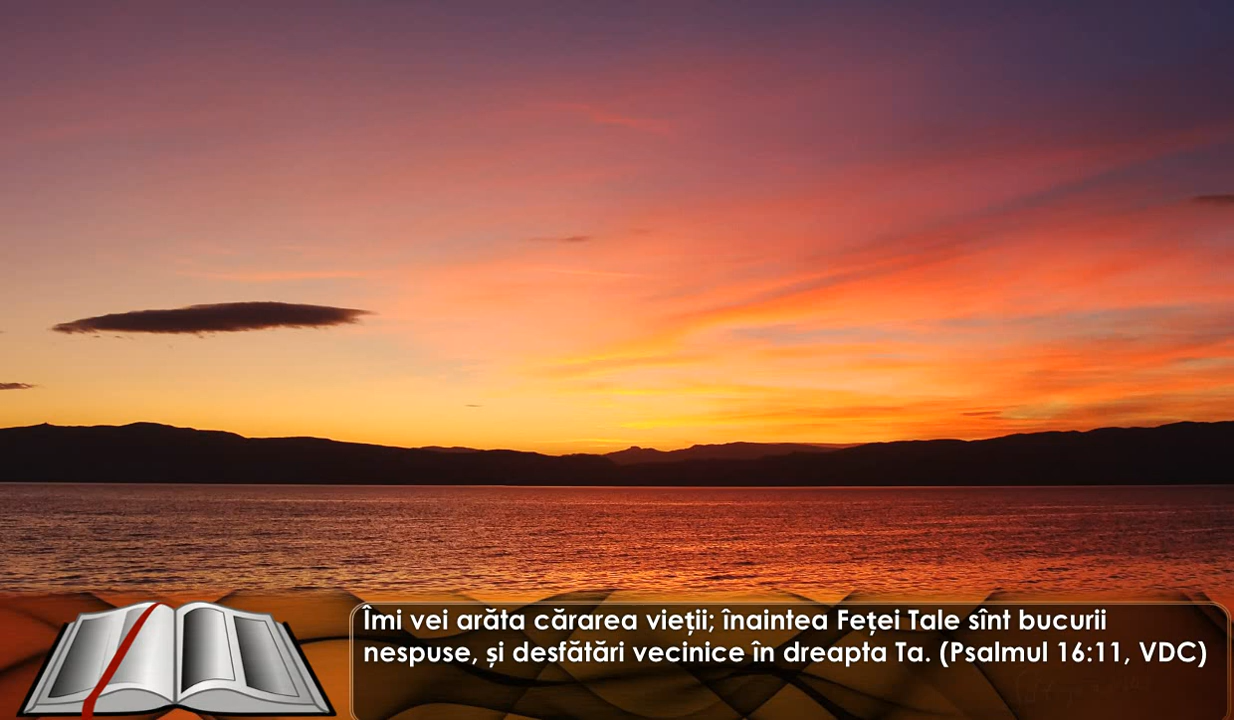 Îmi vei arăta cărarea vieții; înaintea Feței Tale sînt bucurii
nespuse, și desfătări vecinice în dreapta Ta. (Psalmul 16:11, VDC)